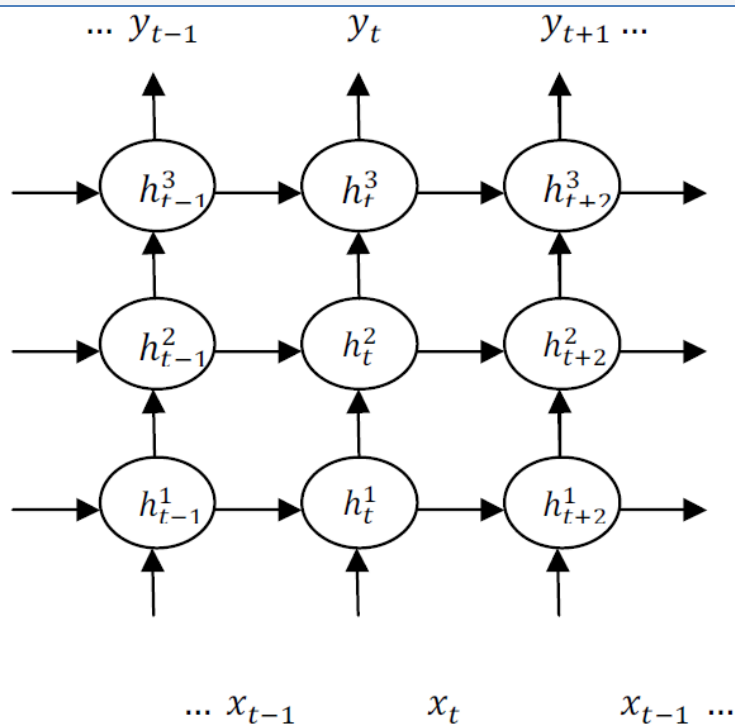 ... y_{t−1} y_t y_{t+1} ...
h^3_{t−1} h^3_t h^3_{t+2}
h^2_{t−1} h^2_t h^2_{t+2}
h^1_{t−1} h^1_t h^1_{t+2}
... x_{t−1} x_t x_{t−1} ...